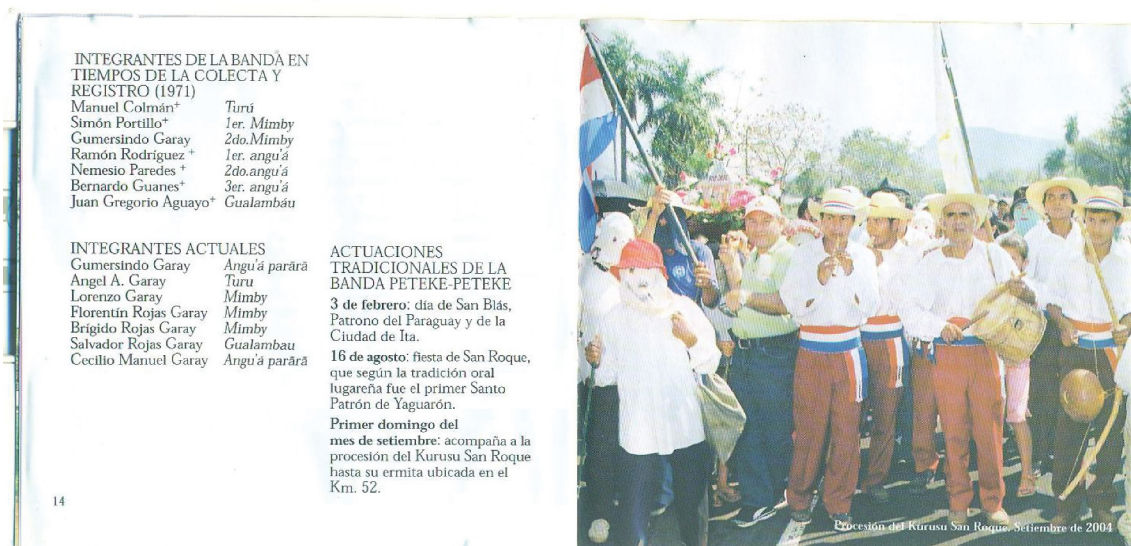 INTEGRANTES DE LA BANDA EN
TIEMPOS DE LA COLECTA Y
REGISTRO (1971)
Manuel Colmán+ Turú
Simón Portillo+ 1er. Mimby
Gumersindo Garay 2do.Mimby
Ramón Rodríguez + 1er. angu'á
Nemesio Paredes + 2do.angu'á
Bernardo Guanes+ 3er. angu'á
Juan Gregorio Aguayo+ Gualambáu
INTEGRANTES ACTUALES
Gumersindo Garay Angu'á parãrã
Angel A. Garay Turu
Lorenzo Garay Mimby
Florentín Rojas Garay Mimby
Brígido Rojas Garay Mimby
Salvador Rojas Garay Gualambau
Cecilio Manuel Garay Angu'á parãrã
ACTUACIONES
TRADICIONALES DE LA
BANDA PETEKE-PETEKE
3 de febrero: día de San Blás,
Patrono del Paraguay y de la
Ciudad de Ita.
16 de agosto: fiesta de San Roque,
que según la tradición oral
lugareña fue el primer Santo
Patrón de Yaguarón.
Primer domingo del
mes de setiembre: acompaña a la
procesión del Kurusu San Roque
hasta su ermita ubicada en el
Km. 52.
14
Procesión del Kurusu San Roque. Setiembre de 2004